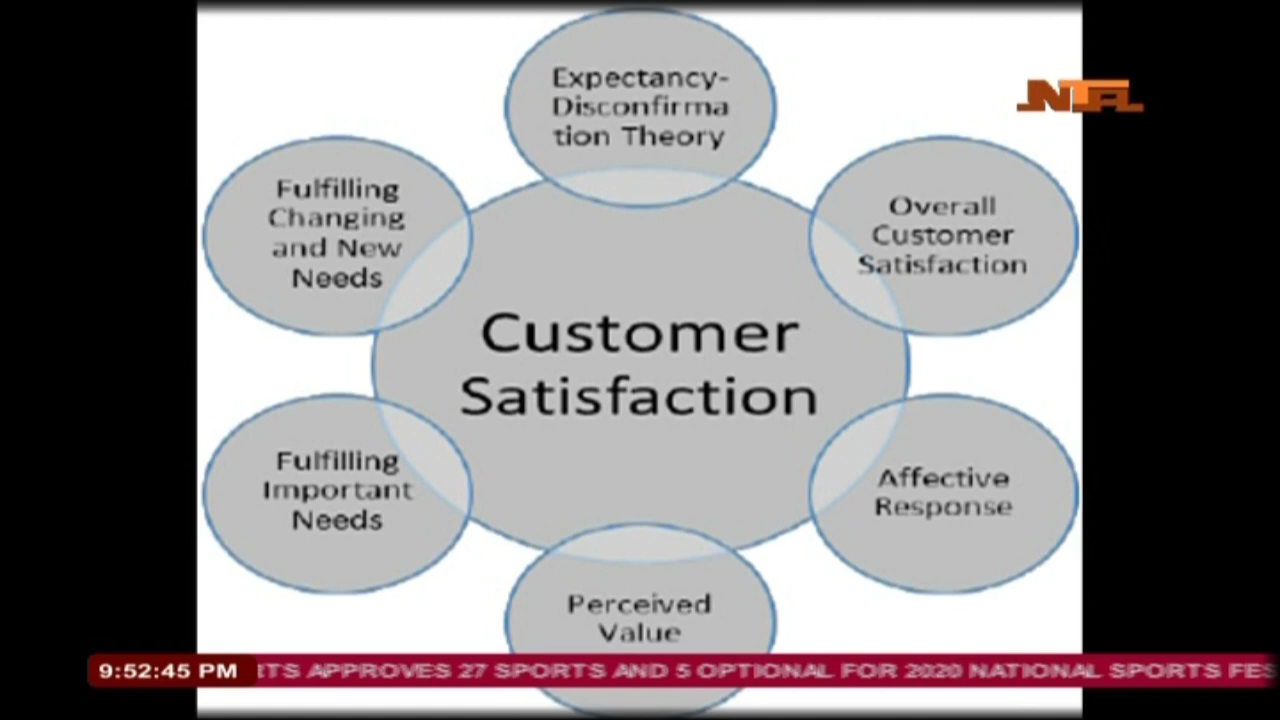 Expectancy-
Disconfirma
tion Theory
NTA
Fulfilling
Changing
and New
Needs
Overall
Customer
Satisfaction
Customer
Satisfaction
Fulfilling
Important
Needs
Affective
Response
Perceived
Value
9:52:45 PM
RTS APPROVES 27 SPORTS AND 5 OPTIONAL FOR 2020 NATIONAL SPORTS FES